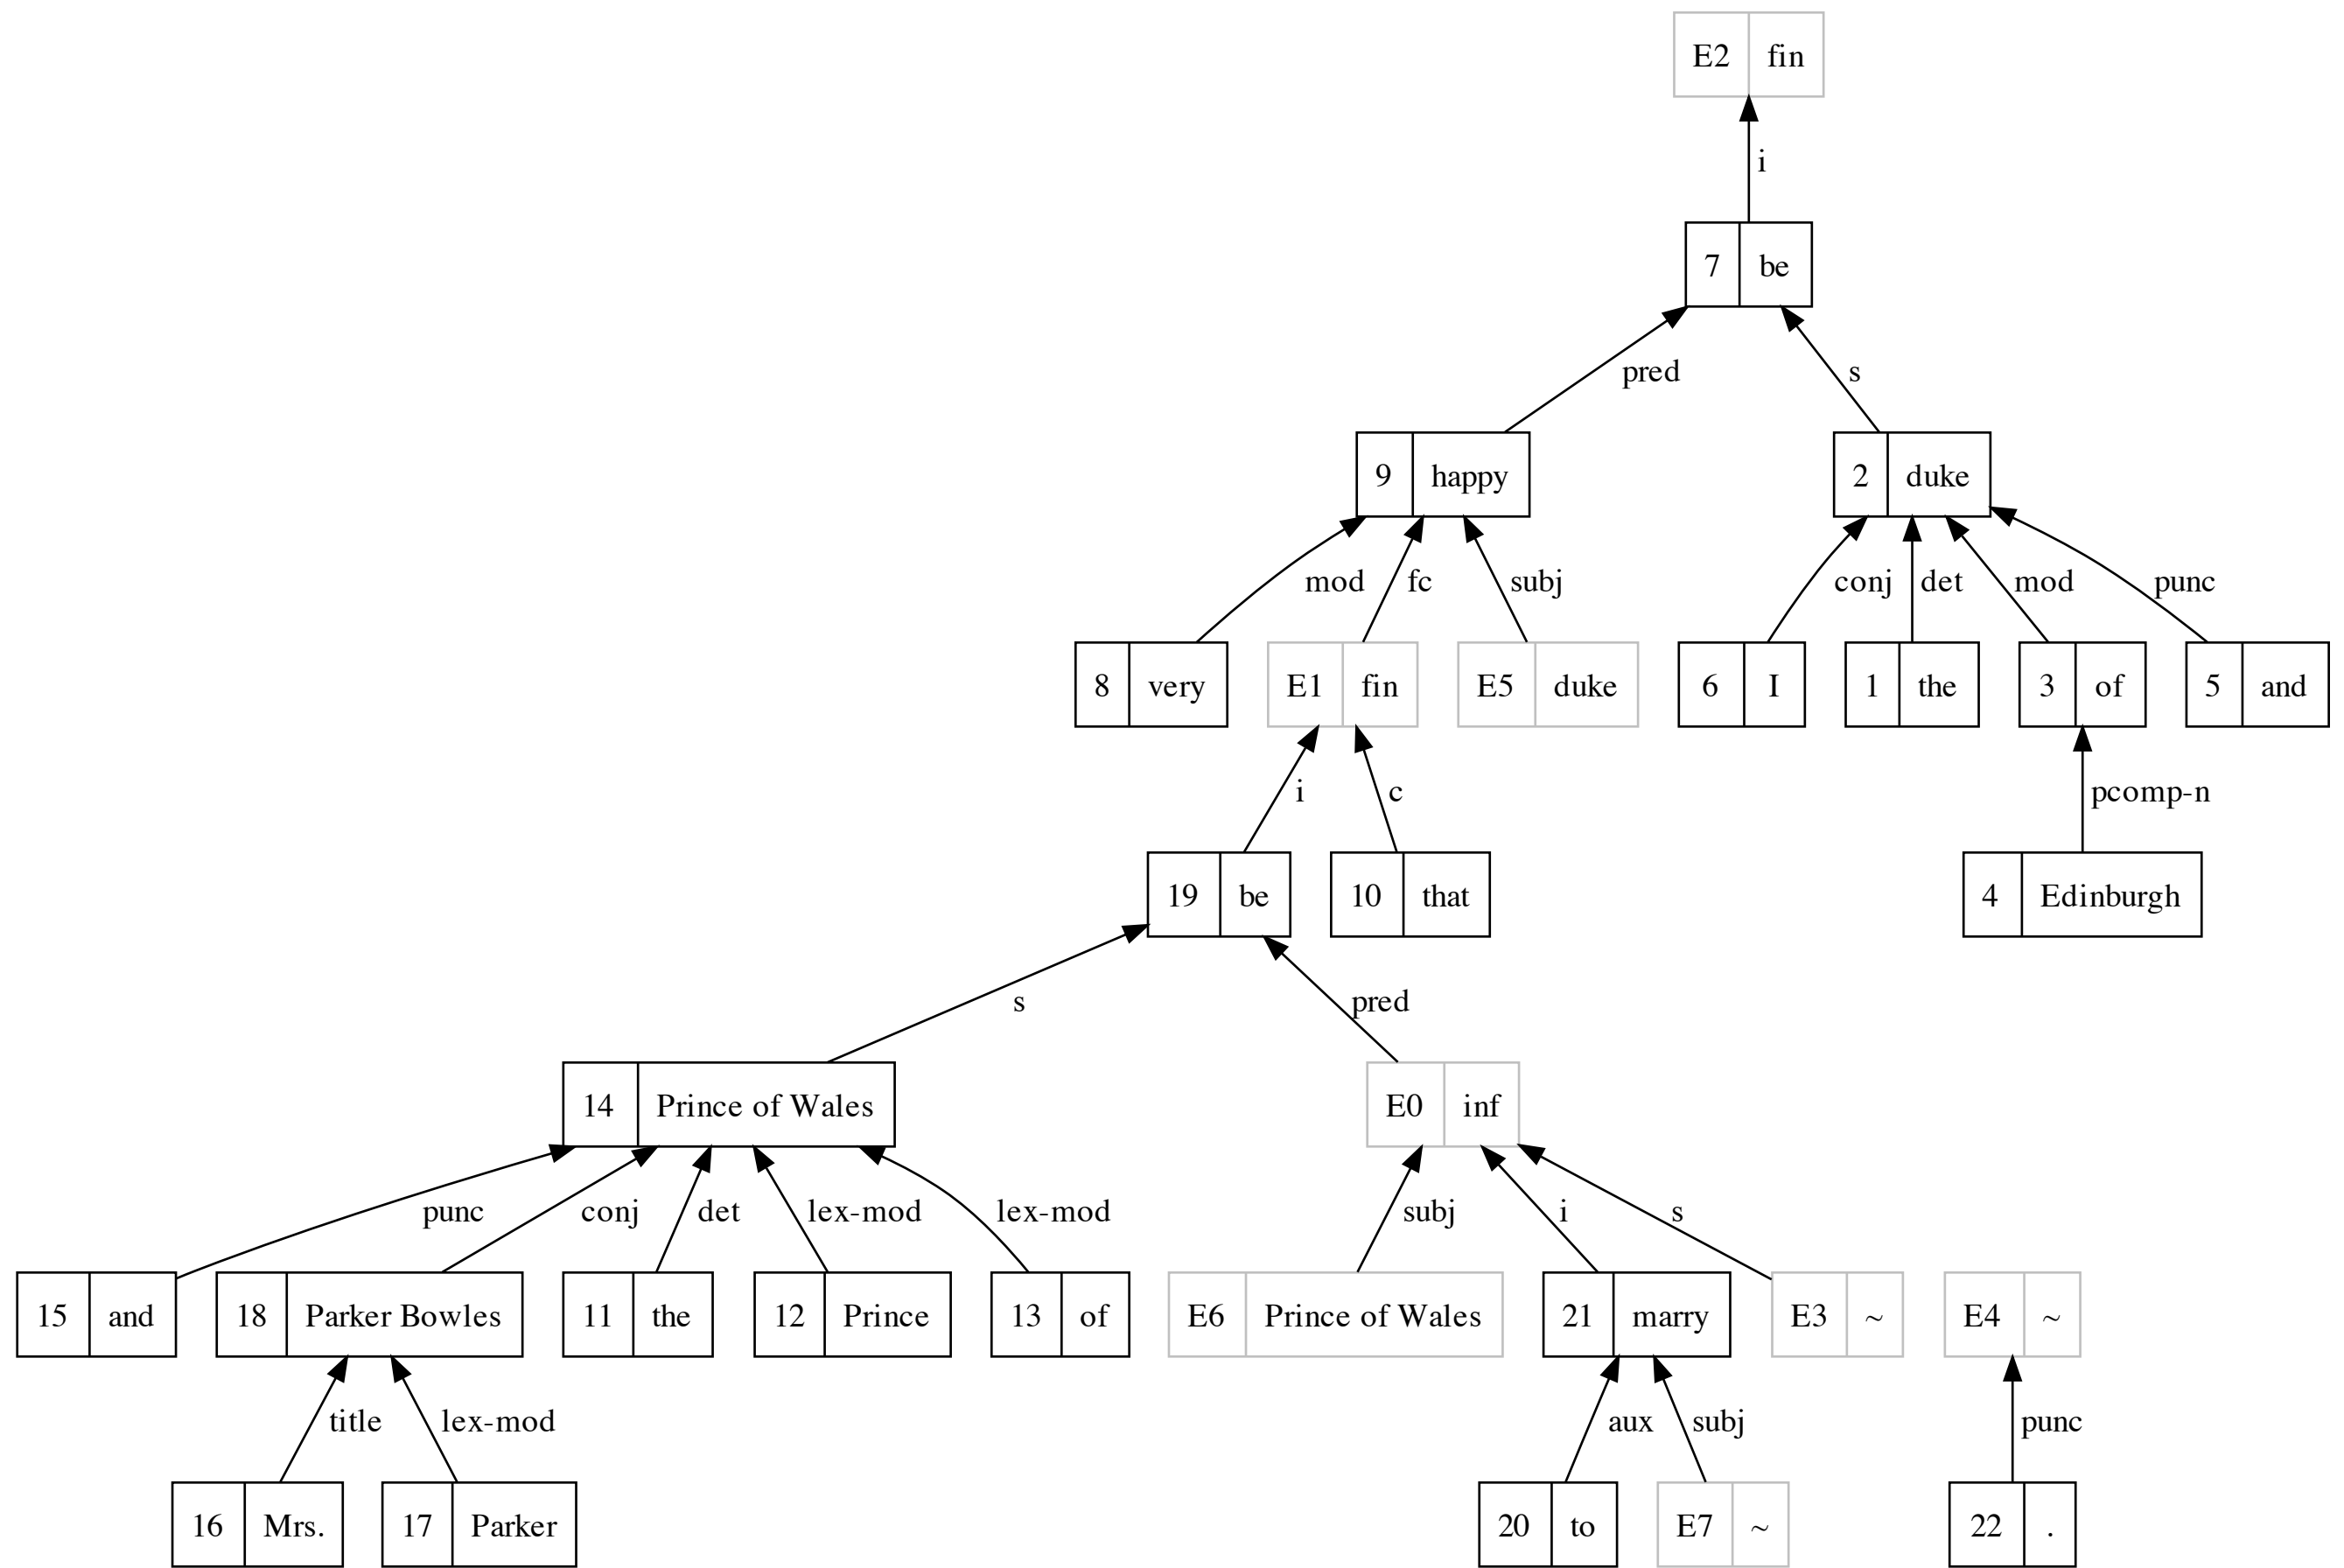 E2 fin
i
7 be
pred s
9 happy 2 duke
mod fc subj conj det mod punc
8 very E1 fin E5 duke 6 I 1 the 3 of 5 and
i c pcomp-n
19 be 10 that 4 Edinburgh
s pred
14 Prince of Wales E0 inf
punc conj det lex-mod lex-mod subj i s
15 and 18 Parker Bowles 11 the 12 Prince 13 of E6 Prince of Wales 21 marry E3 ~ E4 ~
title lex-mod aux subj punc
16 Mrs. 17 Parker 20 to E7 ~ 22 .